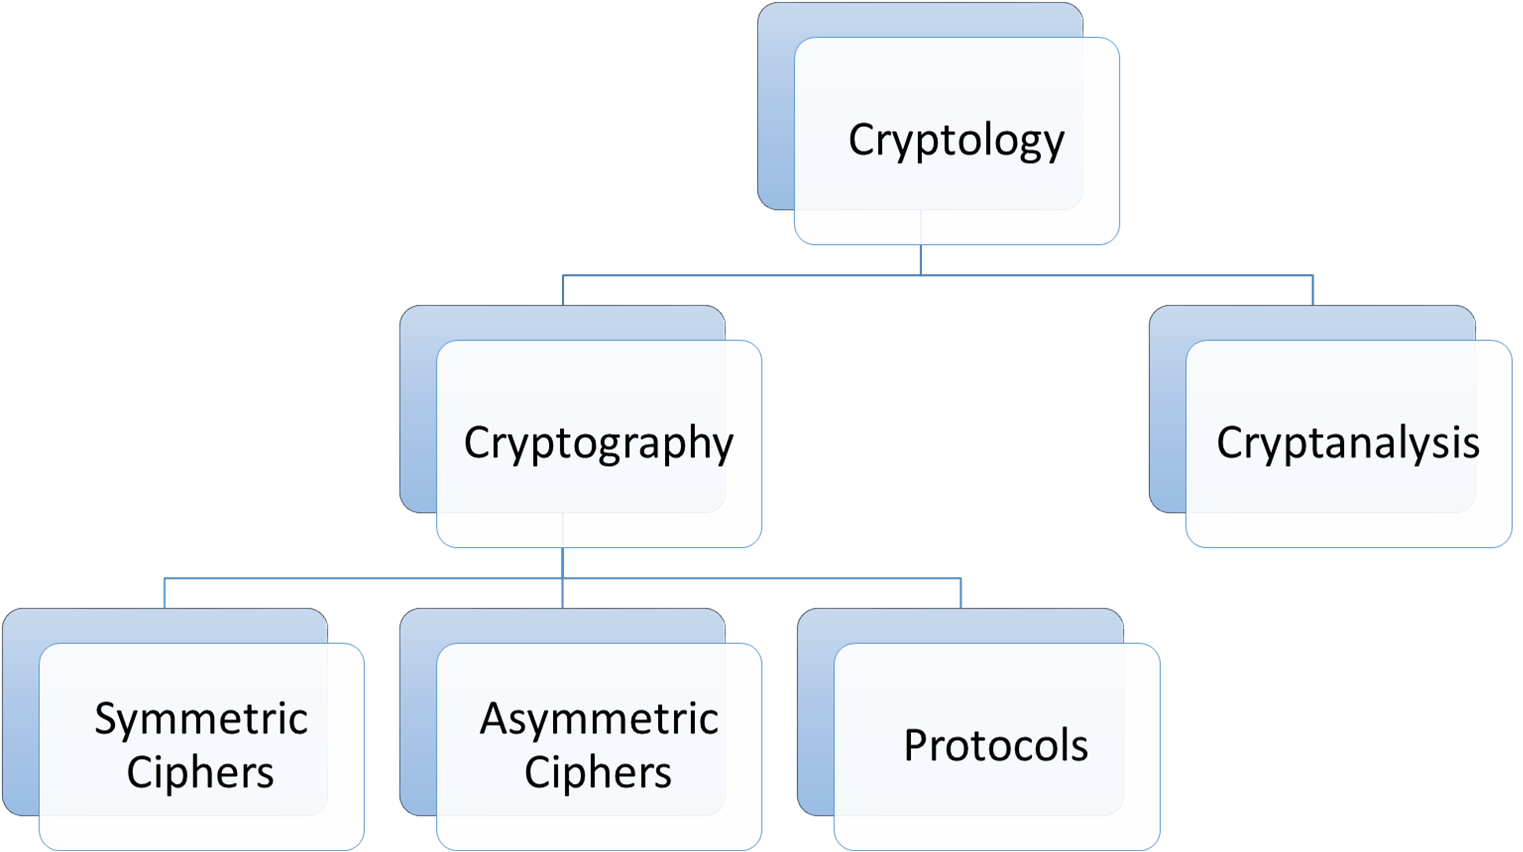 Cryptology
Cryptography
Cryptanalysis
Symmetric
Ciphers
Asymmetric
Ciphers
Protocols